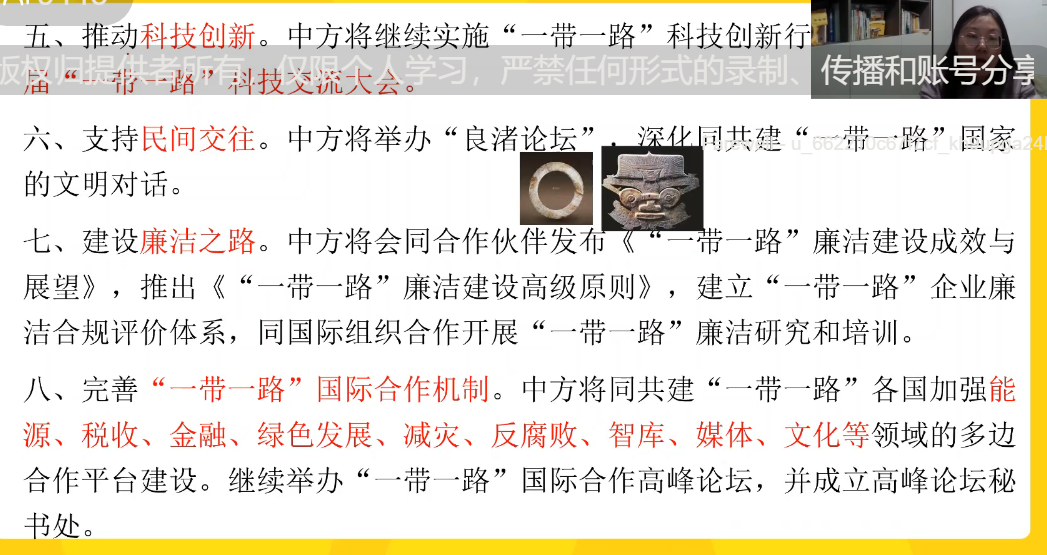 五、推动科技创新。中方将继续实施“一带一路”科技创新行
届“一带一路”科技交流大会。
版权归提供者所有，仅限个人学习，严禁任何形式的录制、传播和账号分享
六、支持民间交往。中方将举办“良渚论坛”，深化同共建“一带一路”国家
的文明对话。
七、建设廉洁之路。中方将会同合作伙伴发布《“一带一路”廉洁建设成效与
展望》，推出《“一带一路”廉洁建设高级原则》，建立“一带一路”企业廉
洁合规评价体系，同国际组织合作开展“一带一路”廉洁研究和培训。
八、完善“一带一路”国际合作机制。中方将同共建“一带一路”各国加强能
源、税收、金融、绿色发展、减灾、反腐败、智库、媒体、文化等领域的多边
合作平台建设。继续举办“一带一路”国际合作高峰论坛，并成立高峰论坛秘
书处。